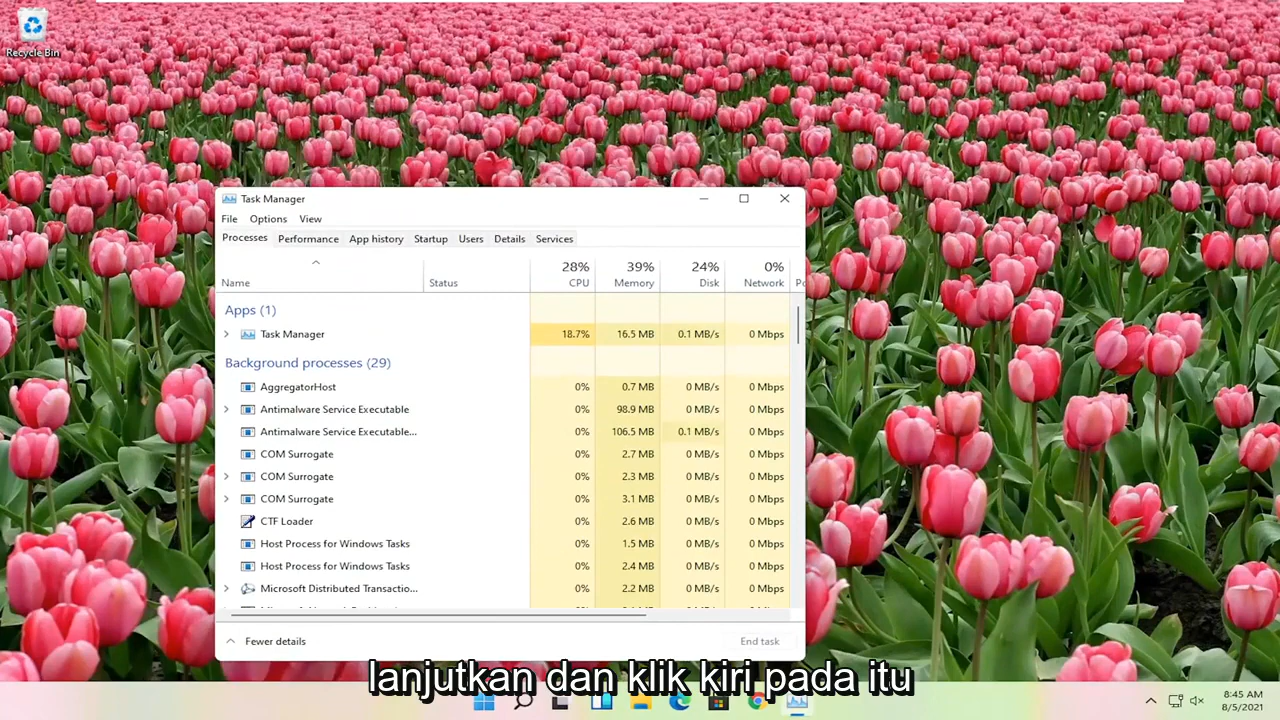 Recycle Bin
Task Manager
File Options View
Processes Performance App history Startup Users Details Services
28% 39% 24% 0%
Name Status CPU Memory Disk Network
Apps (1)
Task Manager 18.7% 16.5 MB 0.1 MB/s 0 Mbps
Background processes (29)
AggregatorHost 0% 0.7 MB 0 MB/s 0 Mbps
Antimalware Service Executable 0% 98.9 MB 0 MB/s 0 Mbps
Antimalware Service Executable... 0% 106.5 MB 0.1 MB/s 0 Mbps
COM Surrogate 0% 2.7 MB 0 MB/s 0 Mbps
COM Surrogate 0% 2.3 MB 0 MB/s 0 Mbps
COM Surrogate 0% 3.1 MB 0 MB/s 0 Mbps
CTF Loader 0% 2.6 MB 0 MB/s 0 Mbps
Host Process for Windows Tasks 0% 1.5 MB 0 MB/s 0 Mbps
Host Process for Windows Tasks 0% 2.4 MB 0 MB/s 0 Mbps
Microsoft Distributed Transactio... 0% 2.2 MB 0 MB/s 0 Mbps
Fewer details End task
lanjutkan dan klik kiri pada itu
8:45 AM
8/5/2021